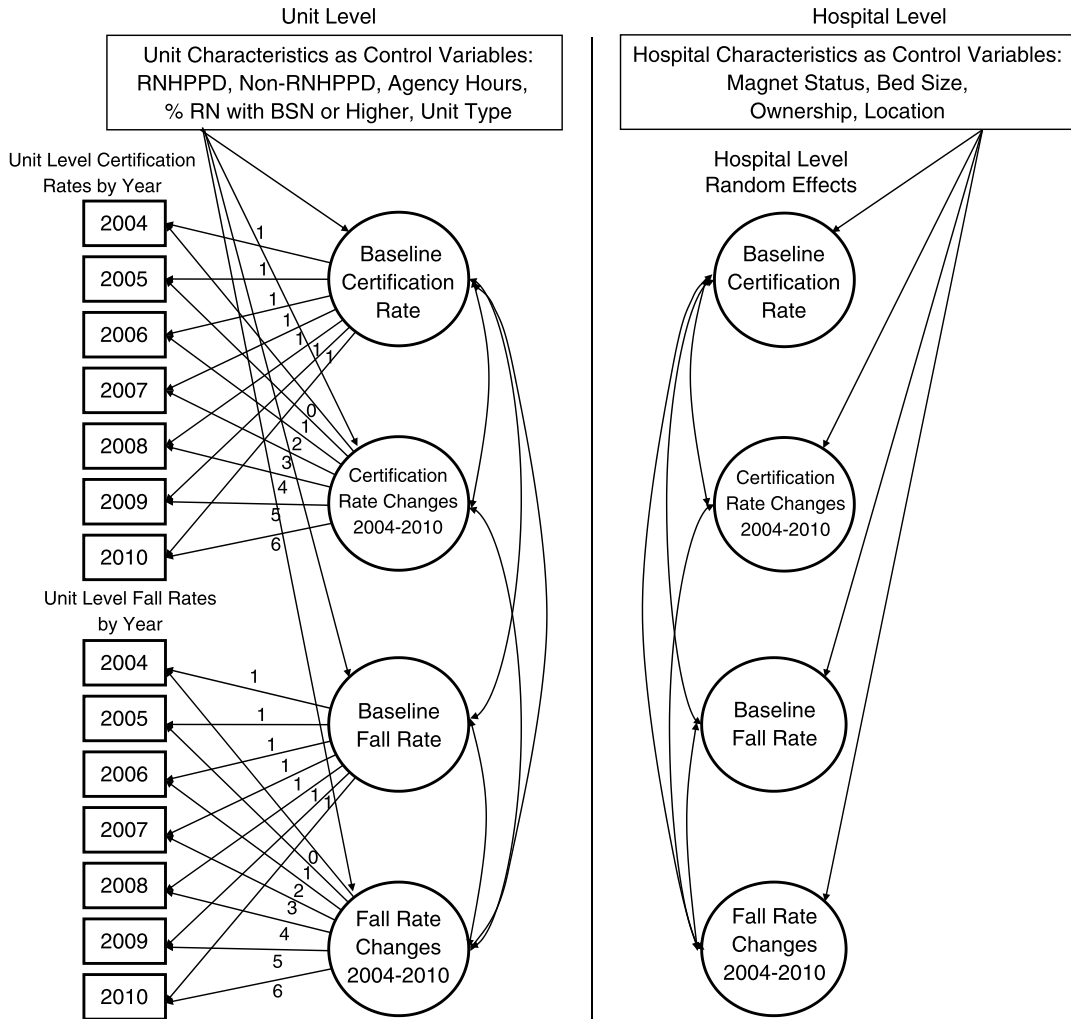 Unit Level
Unit Characteristics as Control Variables:
RNHPPD, Non-RNHPPD, Agency Hours,
% RN with BSN or Higher, Unit Type
Unit Level Certification
Rates by Year
2004
2005
2006
2007
2008
2009
2010
1
1
1
1
1
1
1
Baseline
Certification
Rate
0
1
2
3
4
5
6
Certification
Rate Changes
2004-2010
Unit Level Fall Rates
by Year
2004
2005
2006
2007
2008
2009
2010
1
1
1
1
1
1
1
Baseline
Fall Rate
0
1
2
3
4
5
6
Fall Rate
Changes
2004-2010
Hospital Level
Hospital Characteristics as Control Variables:
Magnet Status, Bed Size,
Ownership, Location
Hospital Level
Random Effects
Baseline
Certification
Rate
Certification
Rate Changes
2004-2010
Baseline
Fall Rate
Fall Rate
Changes
2004-2010